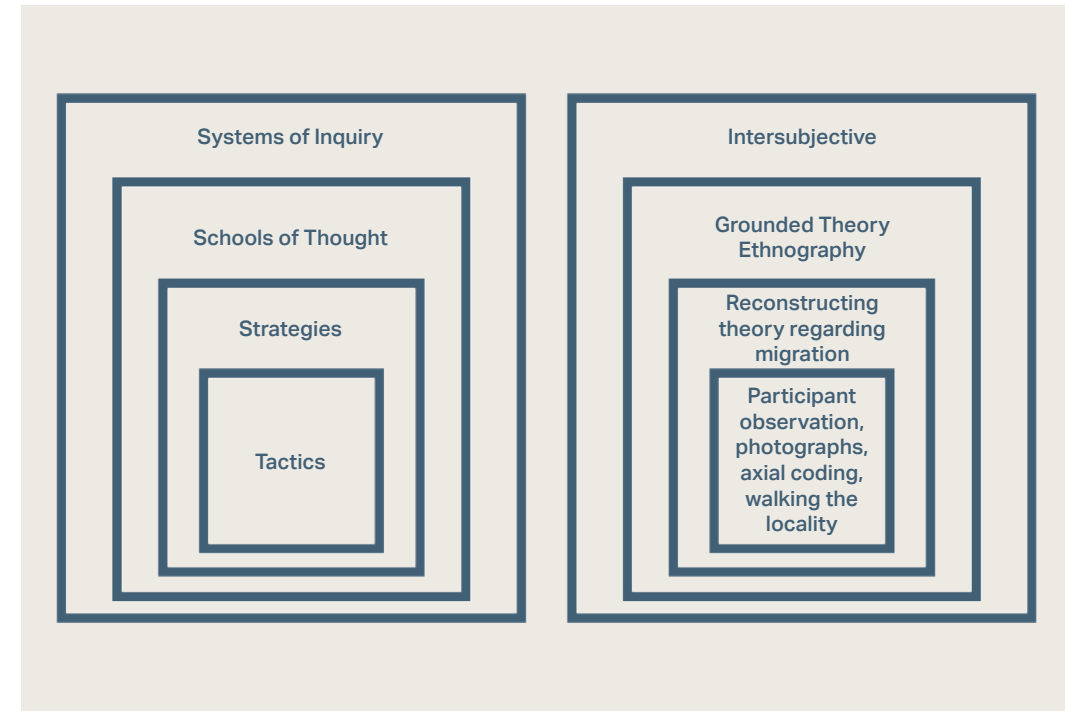 Systems of Inquiry
Schools of Thought
Strategies
Tactics
Intersubjective
Grounded Theory
Ethnography
Reconstructing
theory regarding
migration
Participant
observation,
photographs,
axial coding,
walking the
locality